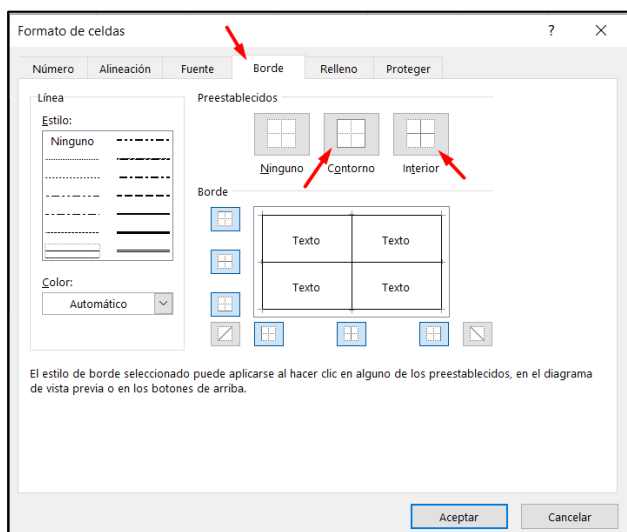 Formato de celdas ? ×
Número Alineación Fuente Borde Relleno Proteger
Línea
Estilo:
Ninguno
Color:
Automático
Preestablecidos
Ninguno Contorno Interior
Borde
Texto Texto
Texto Texto
El estilo de borde seleccionado puede aplicarse al hacer clic en alguno de los preestablecidos, en el diagrama
de vista previa o en los botones de arriba.
Aceptar Cancelar